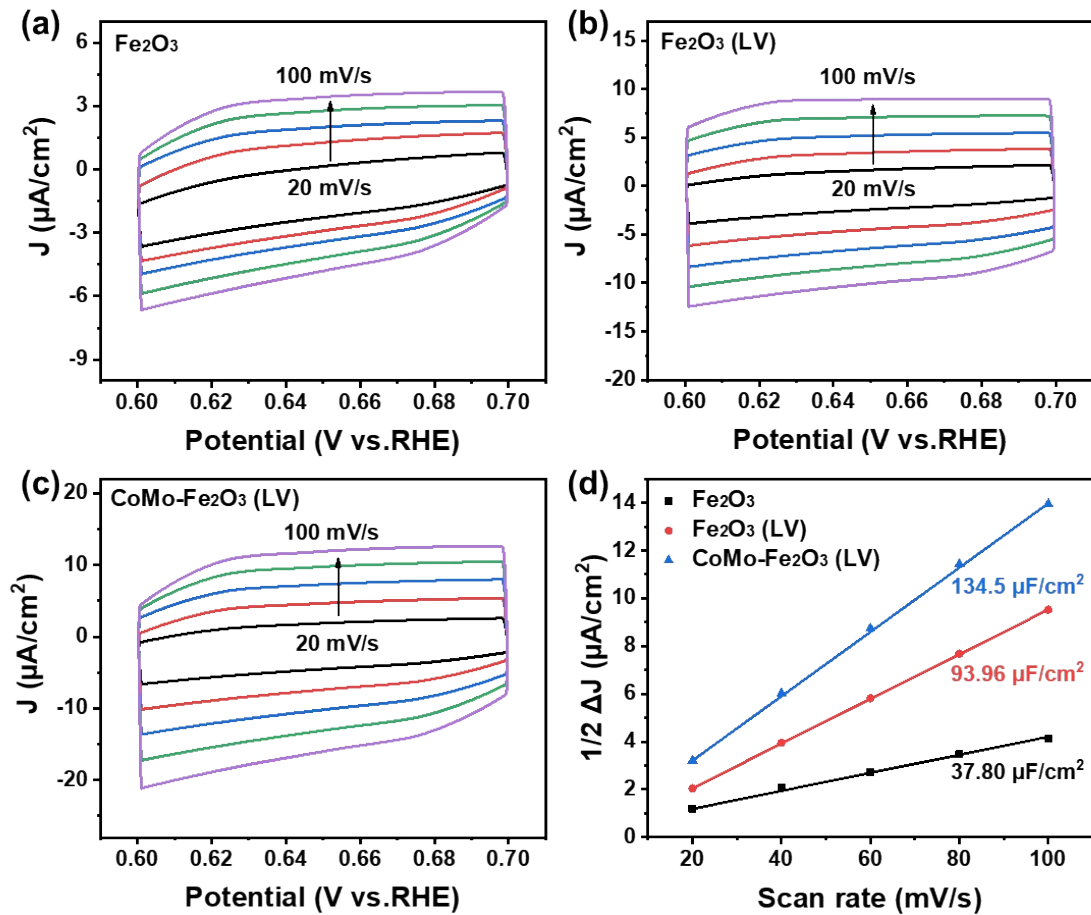 (a)
Fe₂O₃
100 mV/s
20 mV/s
6
3
0
-3
-6
-9
J (μA/cm²)
0.60 0.62 0.64 0.66 0.68 0.70
Potential (V vs.RHE)
(b)
Fe₂O₃ (LV)
100 mV/s
20 mV/s
15
10
5
0
-5
-10
-15
-20
J (μA/cm²)
0.60 0.62 0.64 0.66 0.68 0.70
Potential (V vs.RHE)
(c)
CoMo-Fe₂O₃ (LV)
100 mV/s
20 mV/s
20
10
0
-10
-20
J (μA/cm²)
0.60 0.62 0.64 0.66 0.68 0.70
Potential (V vs.RHE)
(d)
Fe₂O₃
Fe₂O₃ (LV)
CoMo-Fe₂O₃ (LV)
134.5 μF/cm²
93.96 μF/cm²
37.80 μF/cm²
14
12
10
8
6
4
2
0
1/2 ΔJ (μA/cm²)
20 40 60 80 100
Scan rate (mV/s)